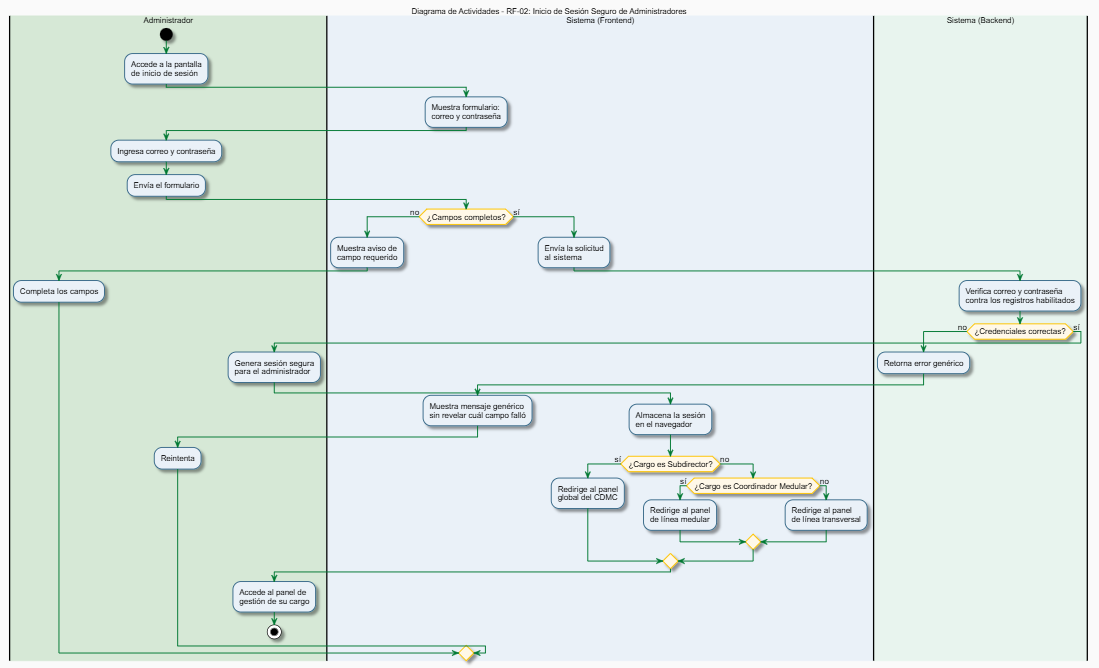 Diagrama de Actividades - RF-02: Inicio de Sesión Seguro de Administradores
Administrador
Sistema (Frontend)
Sistema (Backend)
Accede a la pantalla
de inicio de sesión
Muestra formulario:
correo y contraseña
Ingresa correo y contraseña
Envía el formulario
no
¿Campos completos?
sí
Muestra aviso de
campo requerido
Envía la solicitud
al sistema
Completa los campos
Verifica correo y contraseña
contra los registros habilitados
no
¿Credenciales correctas?
sí
Genera sesión segura
para el administrador
Retorna error genérico
Muestra mensaje genérico
sin revelar cuál campo falló
Almacena la sesión
en el navegador
Reintenta
sí
¿Cargo es Subdirector?
no
Redirige al panel
global del CDMC
sí
¿Cargo es Coordinador Medular?
no
Redirige al panel
de línea medular
Redirige al panel
de línea transversal
Accede al panel de
gestión de su cargo